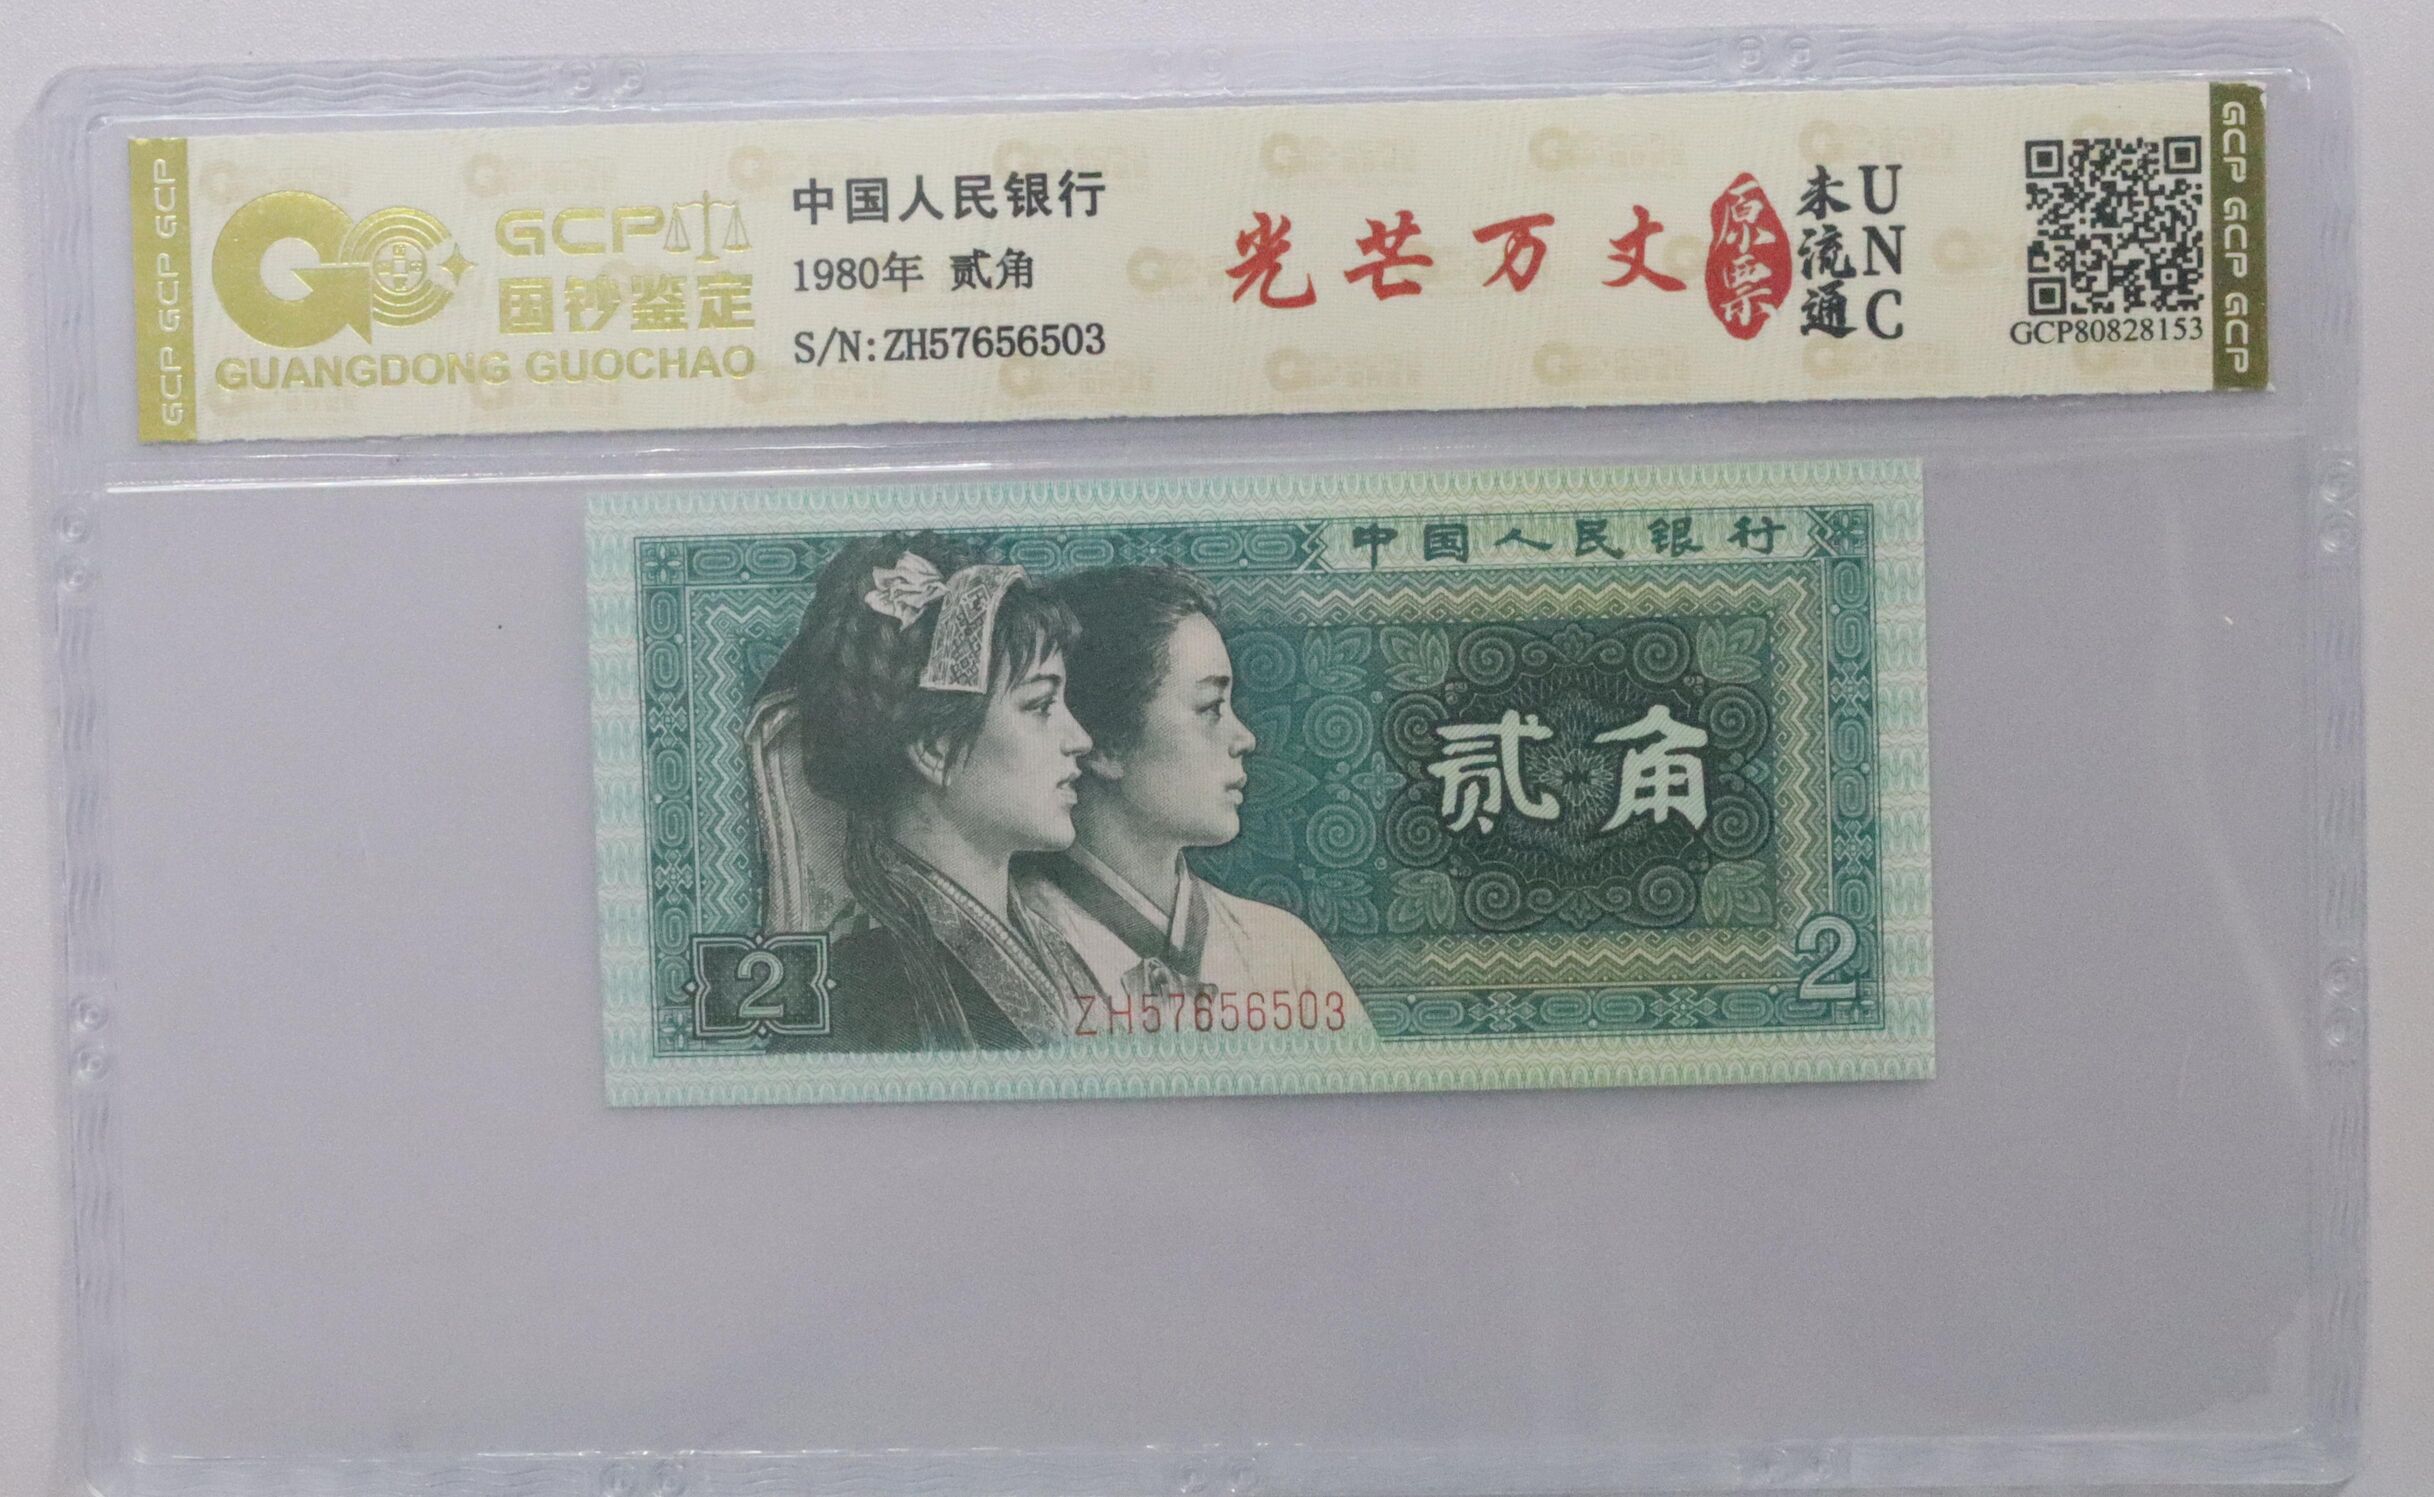 GCP
国钞鉴定
GUANGDONG GUOCHAO
中国人民银行
1980年 贰角
S/N:ZH57656503
光芒万丈
原票
未流通
UNC
GCP80828153
GCP GCP GCP
GCP GCP GCP
中国人民银行
贰角
2
2
ZH57656503